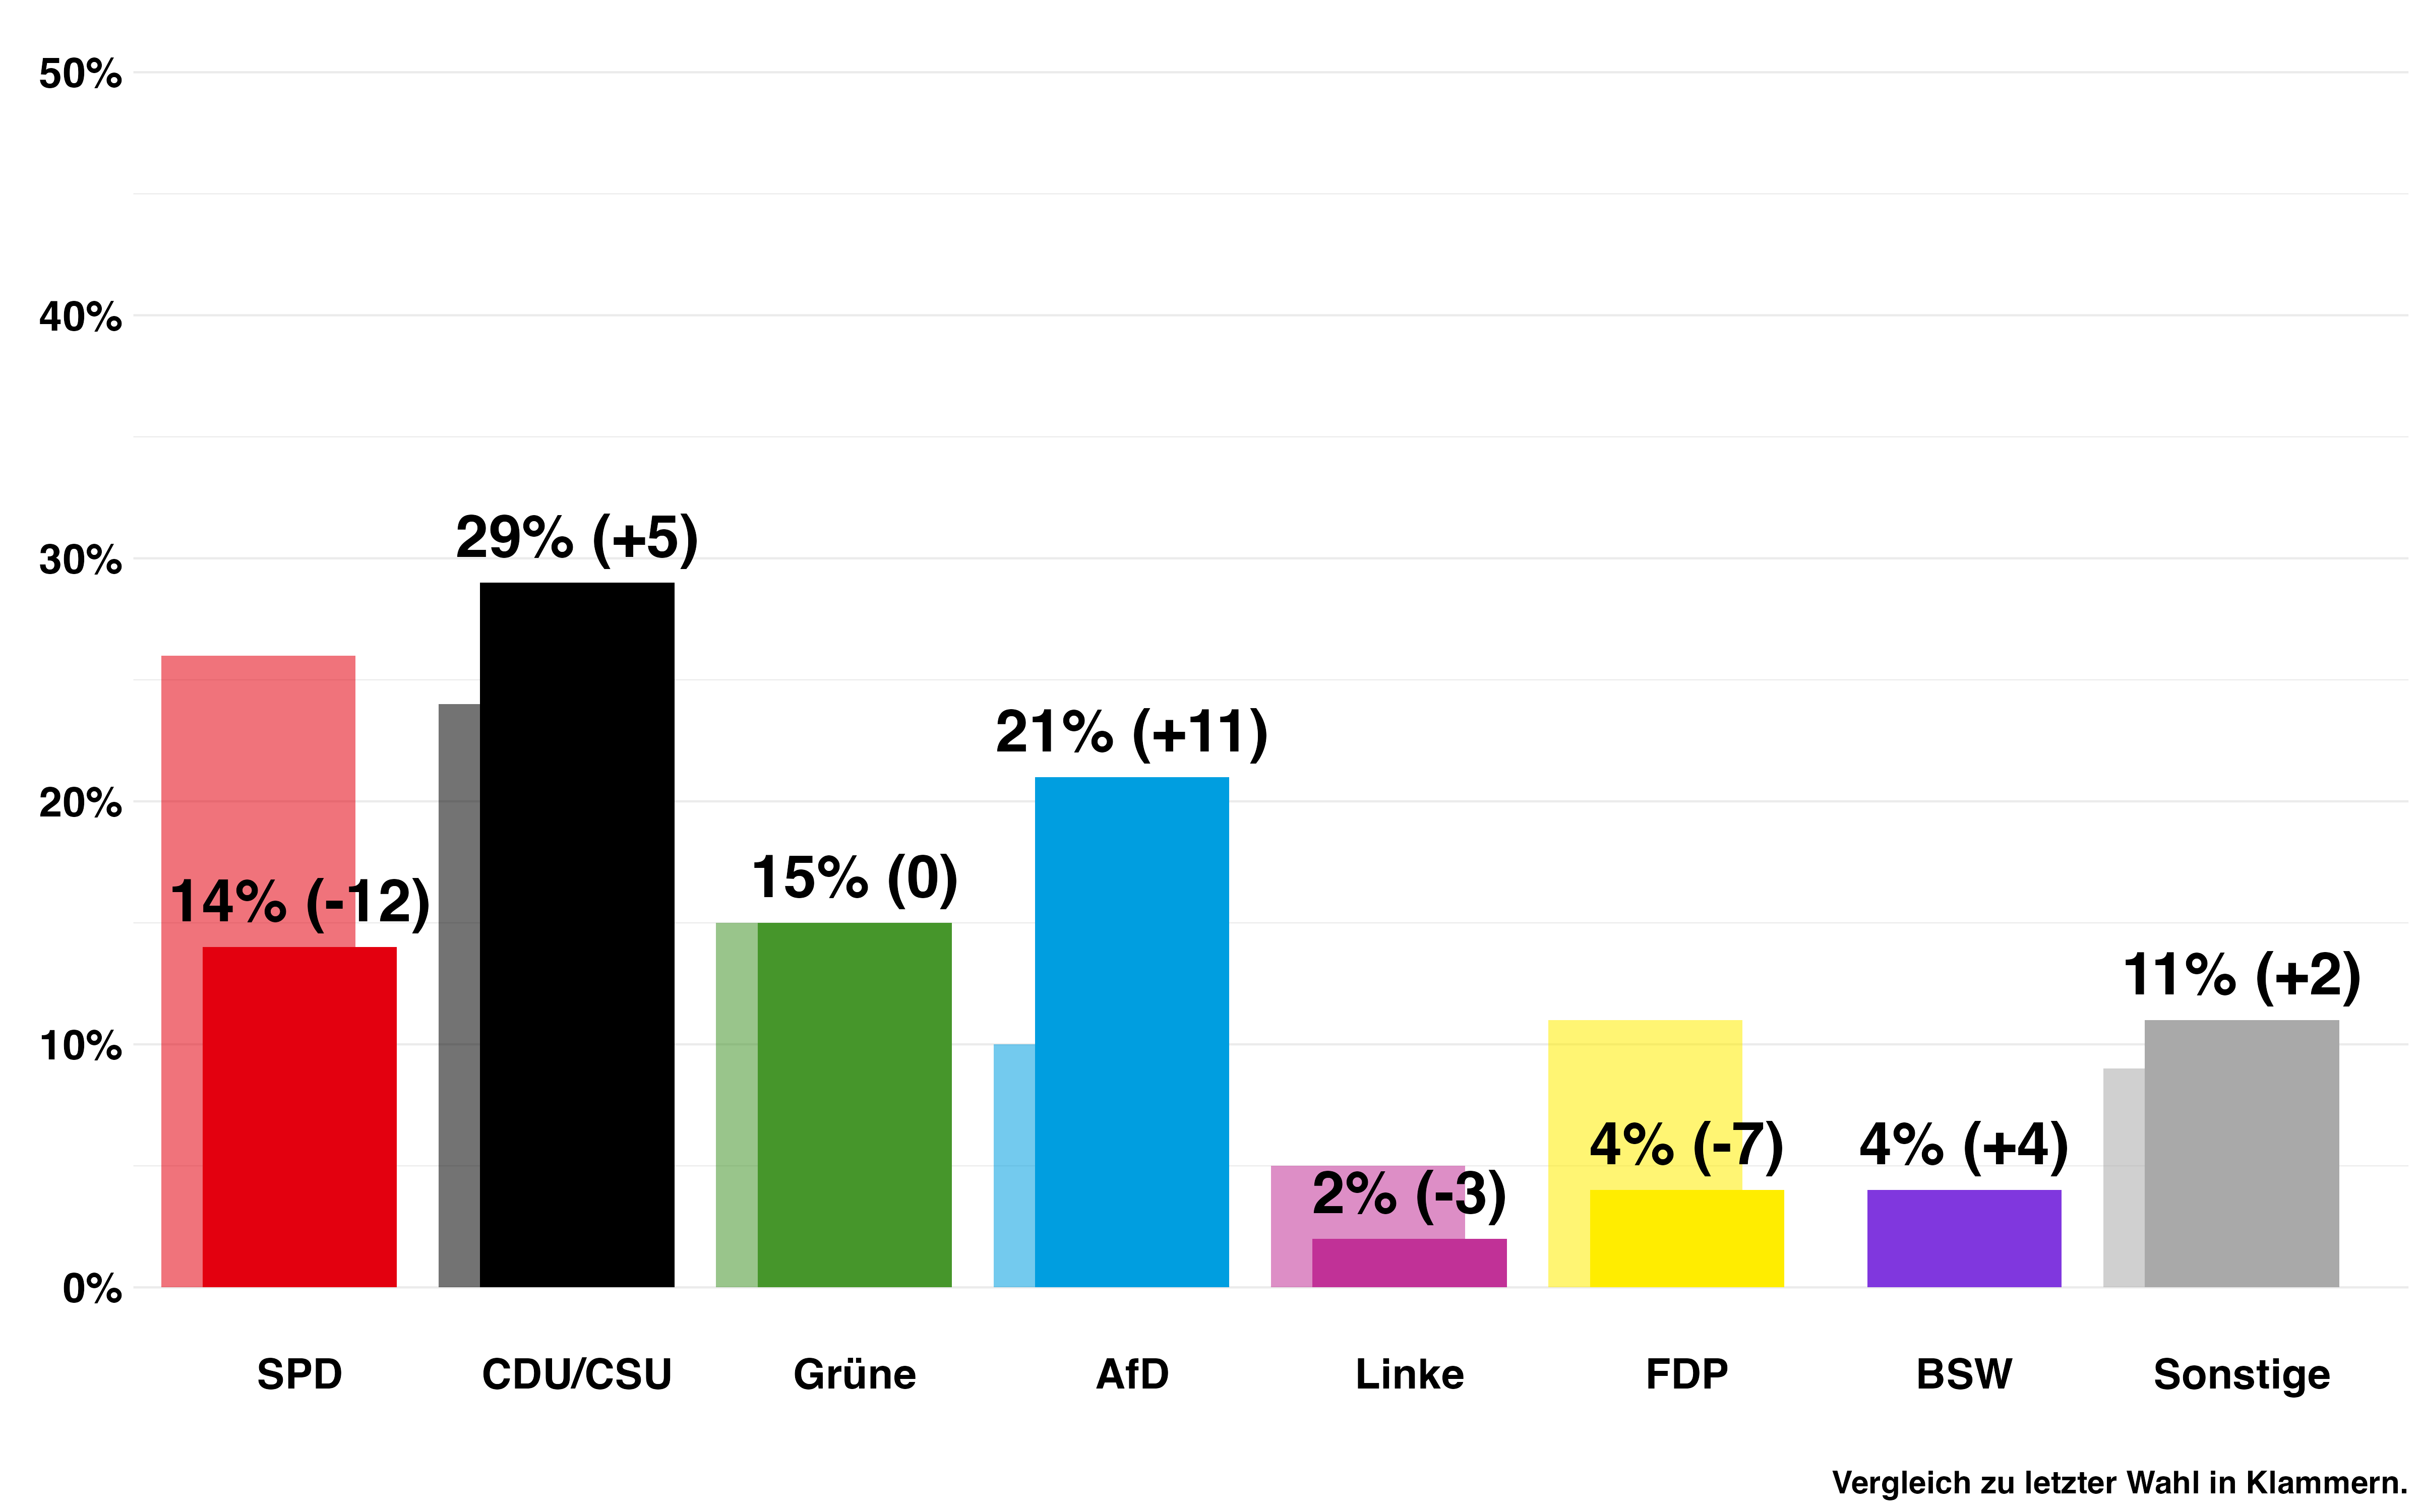 50%
40%
30%
20%
10%
0%
14% (-12)
29% (+5)
15% (0)
21% (+11)
2% (-3)
4% (-7)
4% (+4)
11% (+2)
SPD
CDU/CSU
Grüne
AfD
Linke
FDP
BSW
Sonstige
Vergleich zu letzter Wahl in Klammern.